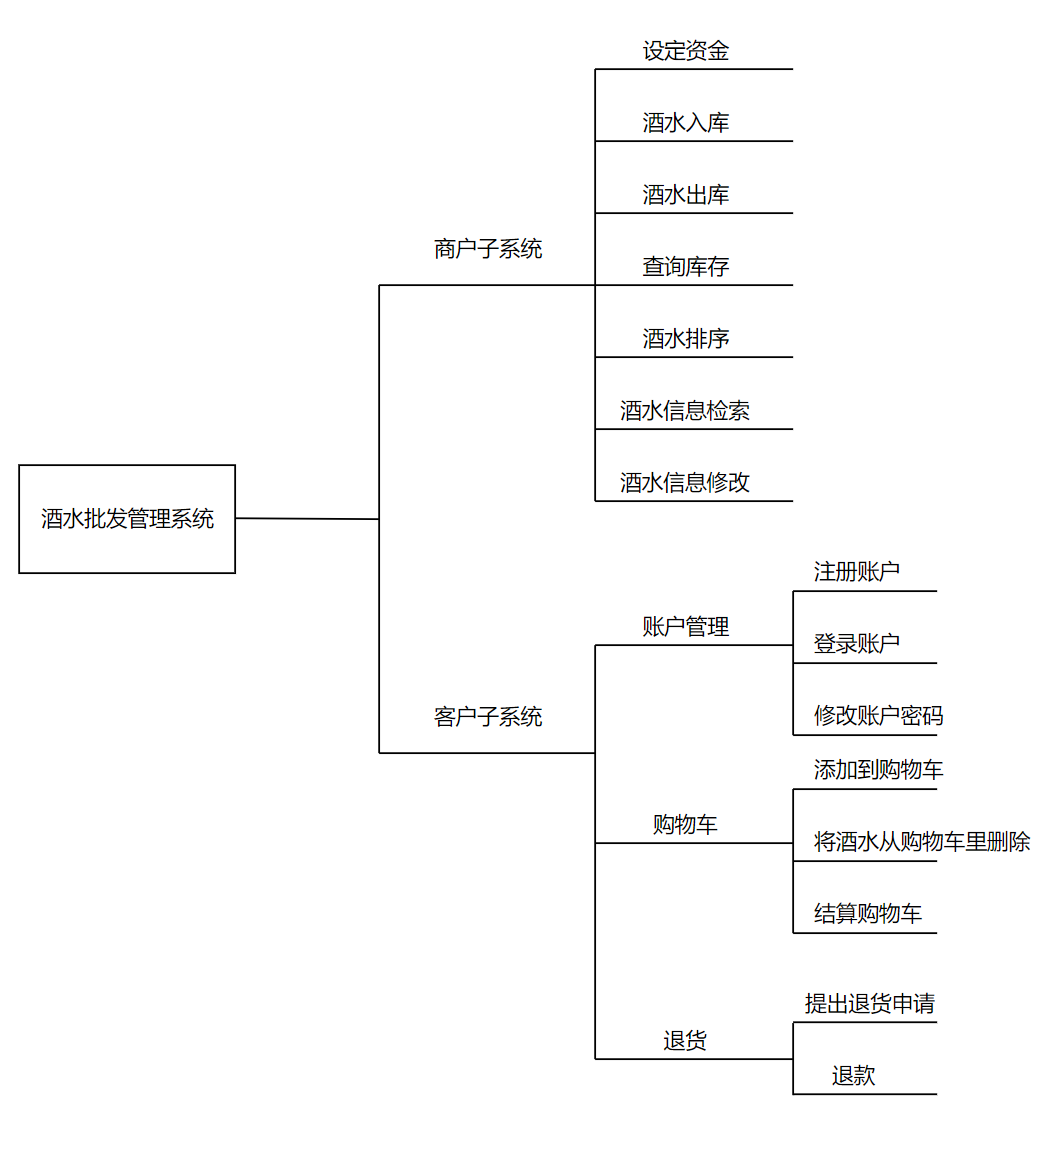 设定资金
酒水入库
酒水出库
商户子系统
查询库存
酒水排序
酒水信息检索
酒水信息修改
酒水批发管理系统
注册账户
账户管理
登录账户
客户子系统
修改账户密码
添加到购物车
购物车
将酒水从购物车里删除
结算购物车
提出退货申请
退货
退款